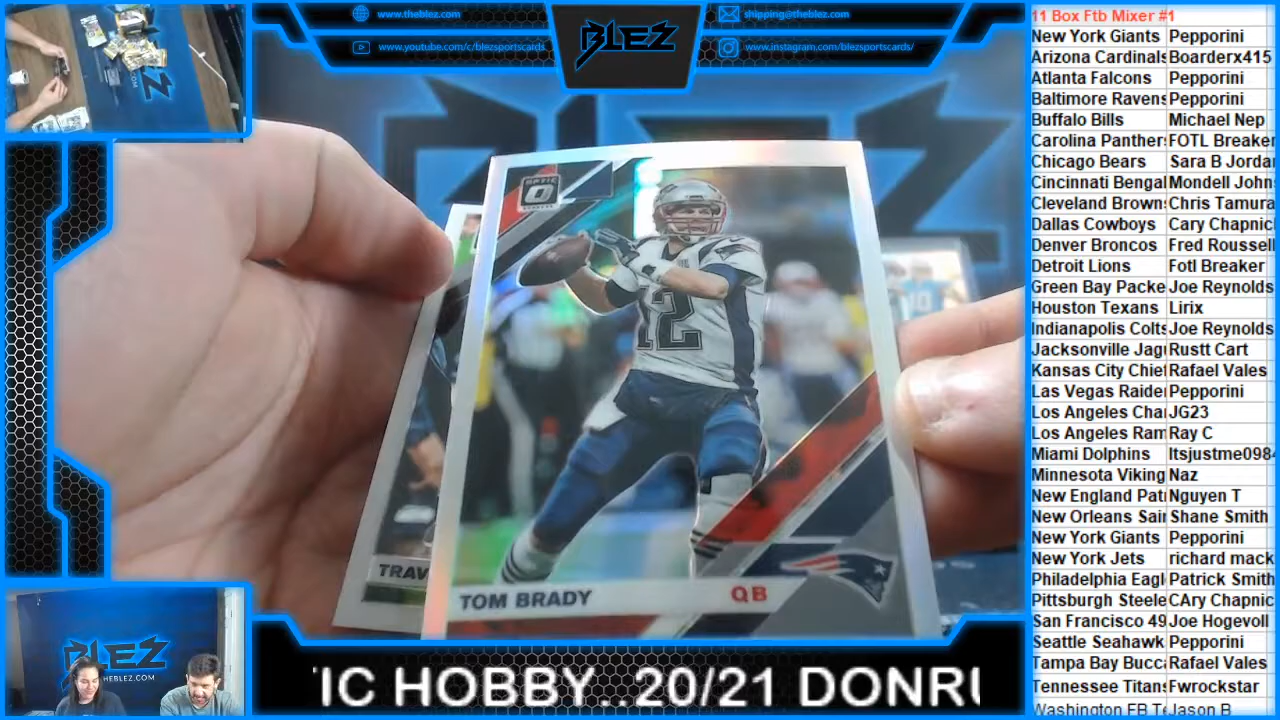 www.theblez.com
shipping@theblez.com
www.youtube.com/c/blezsportscards
www.instagram.com/blezsportscards/
BLEZ
OPTIC
12
TRAV
TOM BRADY QB
BLEZ
THEBLEZ.COM
TIC HOBBY..20/21 DONRU
11 Box Ftb Mixer #1
New York Giants Pepporini
Arizona Cardinals Boarderx415
Atlanta Falcons Pepporini
Baltimore Ravens Pepporini
Buffalo Bills Michael Nep
Carolina Panther FOTL Breaker
Chicago Bears Sara B Jorda
Cincinnati Bengal Mondell John
Cleveland Brown Chris Tamura
Dallas Cowboys Cary Chapnic
Denver Broncos Fred Roussell
Detroit Lions Fotl Breaker
Green Bay Packe Joe Reynolds
Houston Texans Lirix
Indianapolis Colts Joe Reynolds
Jacksonville Jag Rustt Cart
Kansas City Chief Rafael Vales
Las Vegas Raide Pepporini
Los Angeles Cha JG23
Los Angeles Ram Ray C
Miami Dolphins Itsjustme0984
Minnesota Viking Naz
New England Pat Nguyen T
New Orleans Sai Shane Smith
New York Giants Pepporini
New York Jets richard mack
Philadelphia Eagl Patrick Smith
Pittsburgh Steele CAry Chapnic
San Francisco 49 Joe Hogevoll
Seattle Seahawk Pepporini
Tampa Bay Bucc Rafael Vales
Tennessee Titans Fwrockstar
Washington FB Te Jason B